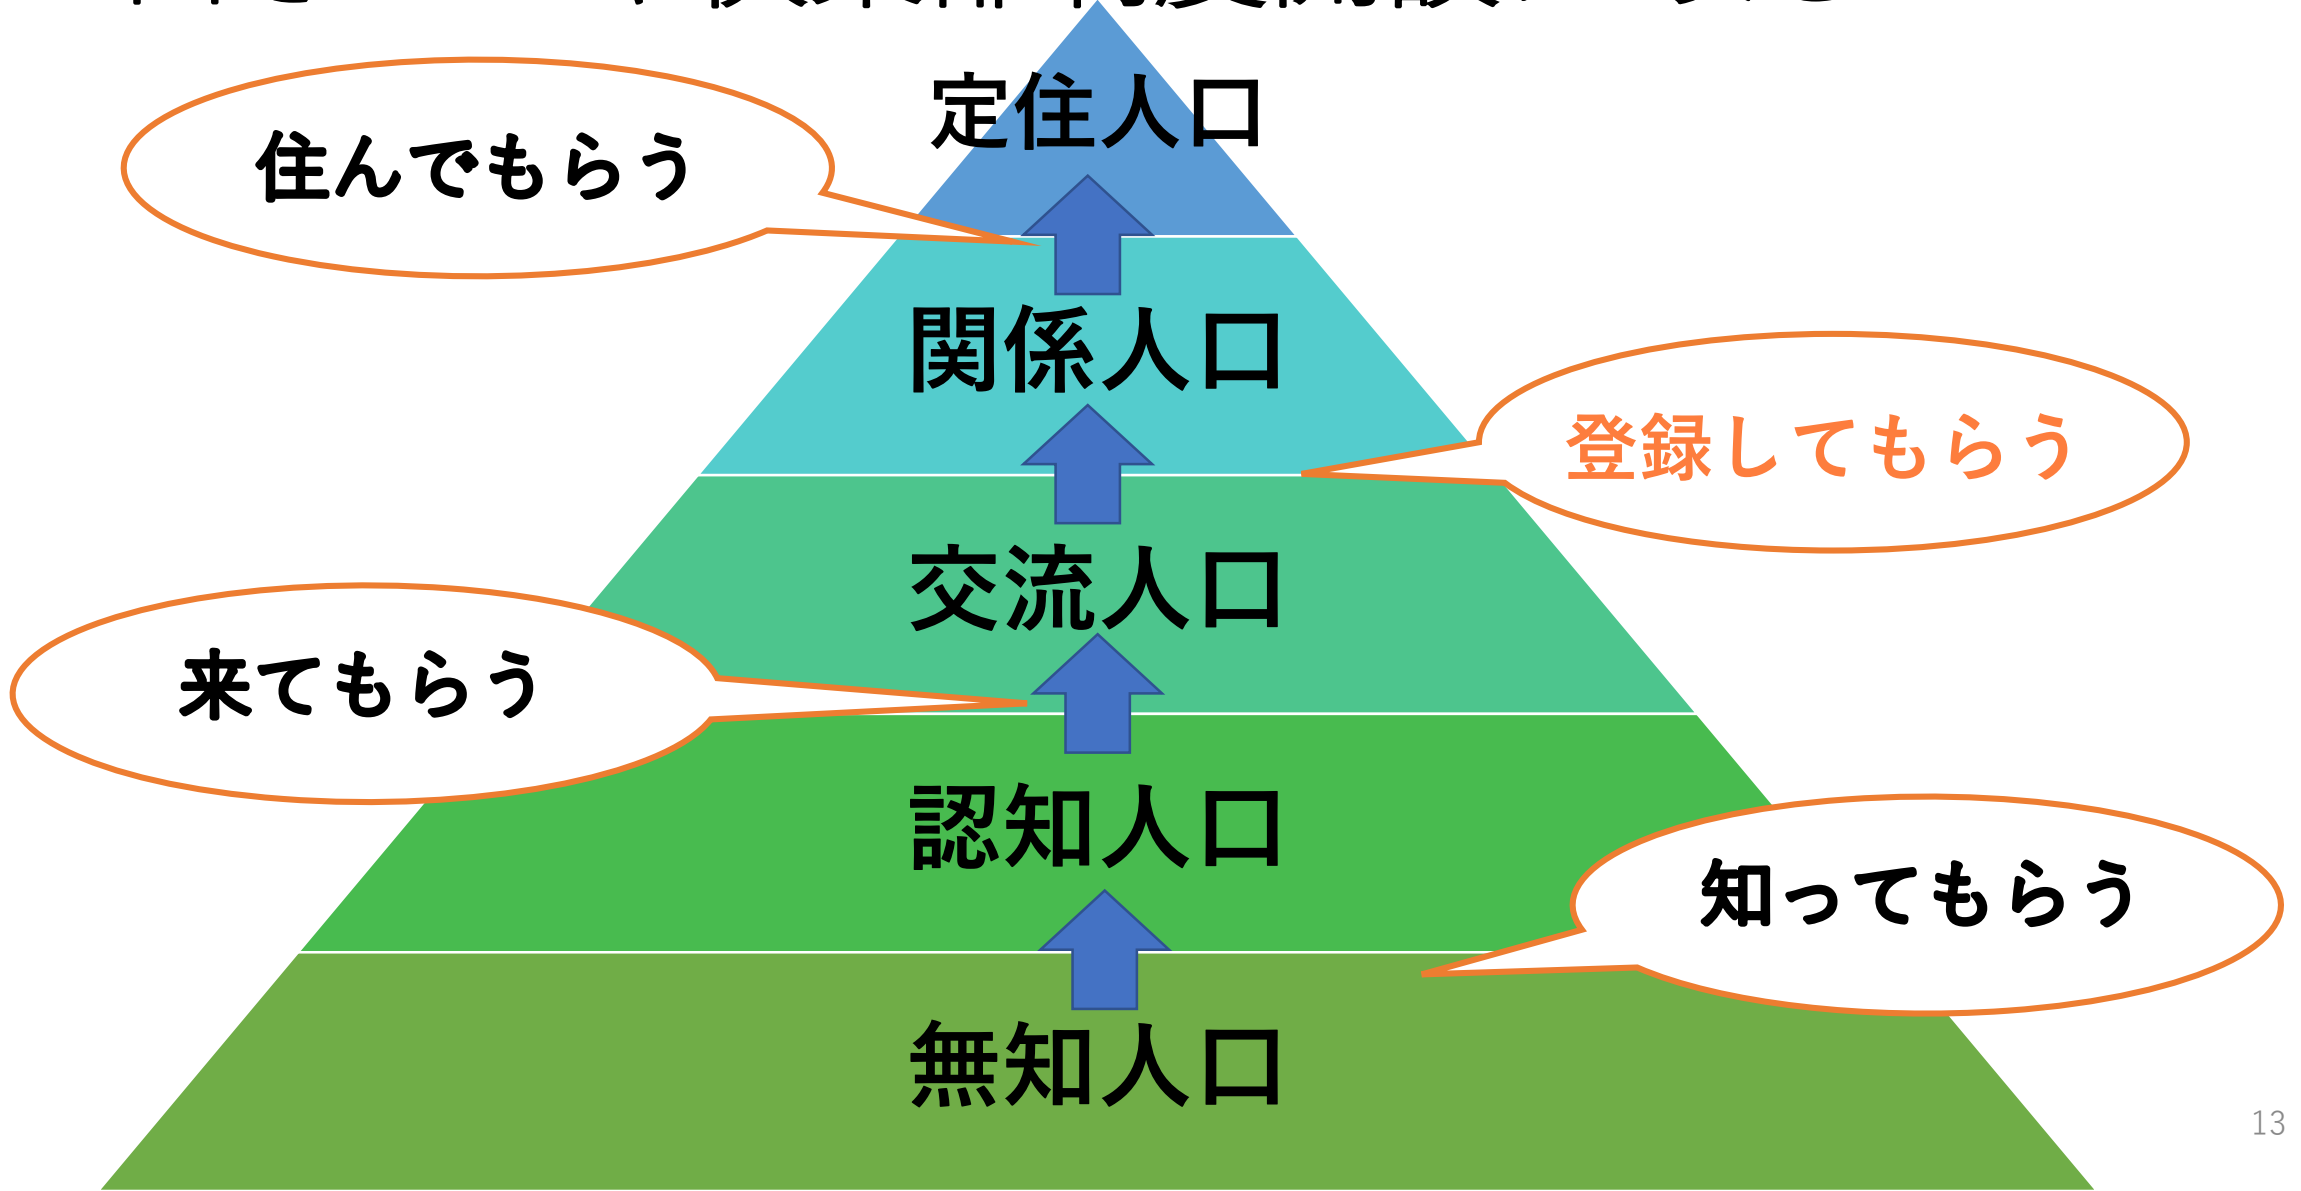 定住人口
住んでもらう
関係人口
登録してもらう
交流人口
来てもらう
認知人口
知ってもらう
無知人口
13